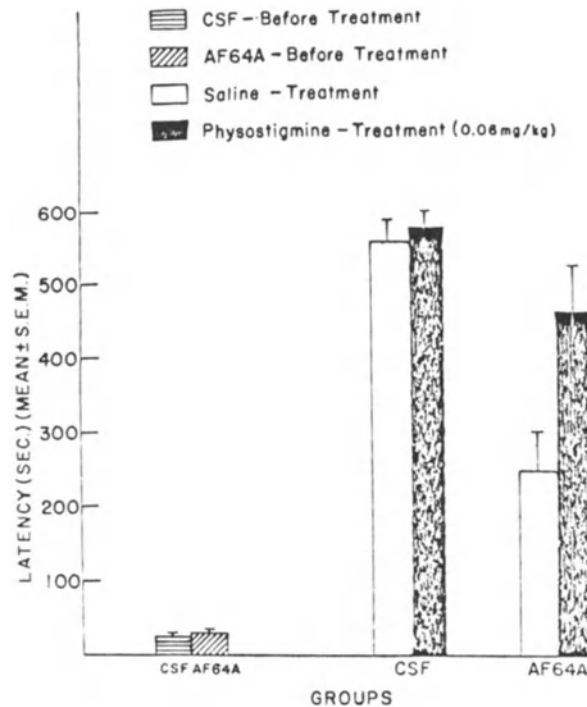 CSF--Before Treatment
AF64A-Before Treatment
Saline - Treatment
Physostigmine - Treatment (0.06mg/kg)
600
500
400
300
200
100
LATENCY (SEC.) (MEAN ± S.E.M.)
CSF AF64A
CSF
AF64A
GROUPS